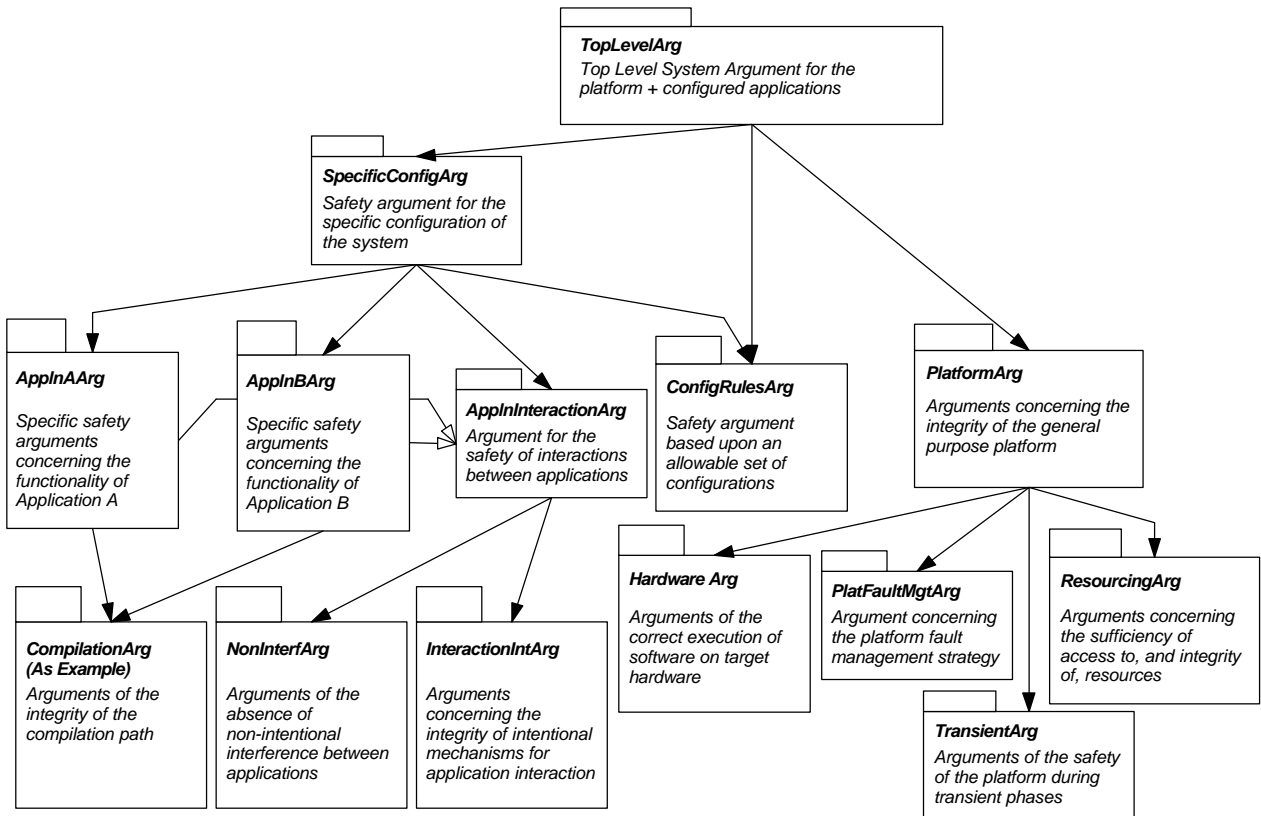 TopLevelArg
Top Level System Argument for the
platform + configured applications
SpecificConfigArg
Safety argument for the
specific configuration of
the system
ApplnAArg
Specific safety
arguments
concerning the
functionality of
Application A
ApplnBArg
Specific safety
arguments
concerning the
functionality of
Application B
ApplnInteractionArg
Argument for the
safety of interactions
between applications
ConfigRulesArg
Safety argument
based upon an
allowable set of
configurations
PlatformArg
Arguments concerning the
integrity of the general
purpose platform
CompilationArg
(As Example)
Arguments of the
integrity of the
compilation path
NonInterfArg
Arguments of the
absence of
non-intentional
interference between
applications
InteractionIntArg
Arguments
concerning the
integrity of intentional
mechanisms for
application interaction
Hardware Arg
Arguments of the
correct execution of
software on target
hardware
PlatFaultMgtArg
Argument concerning
the platform fault
management strategy
ResourcingArg
Arguments concerning
the sufficiency of
access to, and integrity
of, resources
TransientArg
Arguments of the safety
of the platform during
transient phases